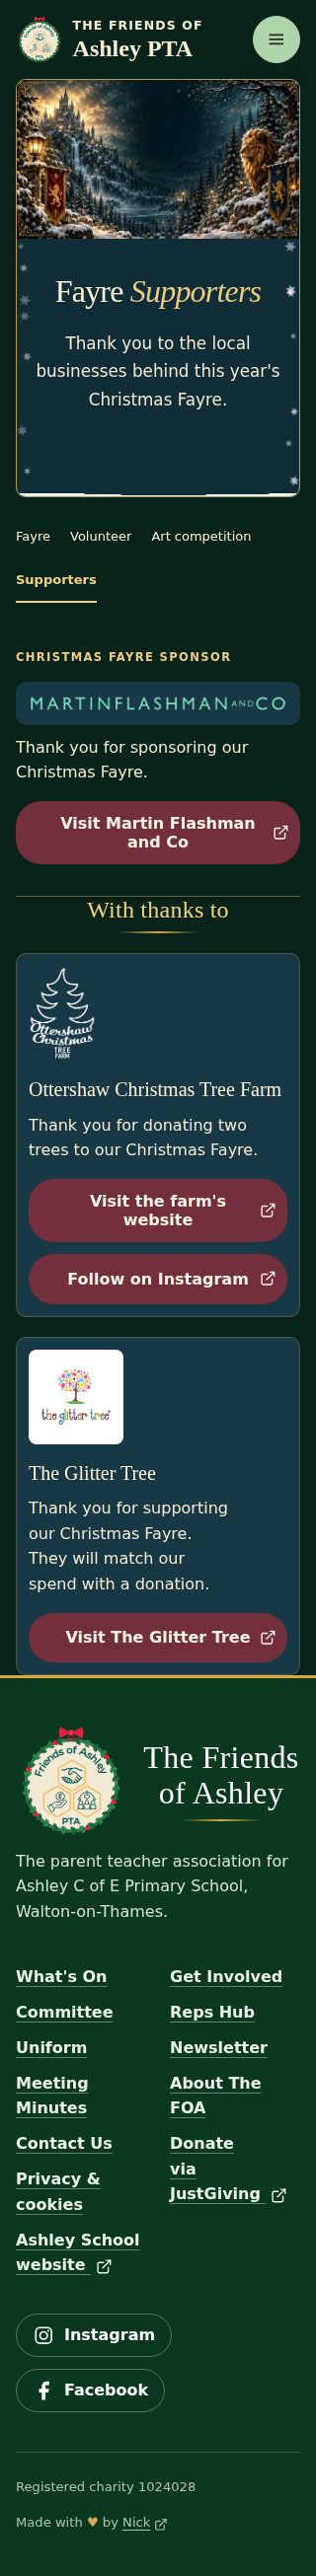 THE FRIENDS OF
Ashley PTA
Fayre Supporters
Thank you to the local
businesses behind this year's
Christmas Fayre.
Fayre Volunteer Art competition
Supporters
CHRISTMAS FAYRE SPONSOR
MARTINFLASHMANANDCO
Thank you for sponsoring our
Christmas Fayre.
Visit Martin Flashman
and Co
With thanks to
Ottershaw
Christmas
TREE
FARM
Ottershaw Christmas Tree Farm
Thank you for donating two
trees to our Christmas Fayre.
Visit the farm's
website
Follow on Instagram
the glitter tree
The Glitter Tree
Thank you for supporting
our Christmas Fayre.
They will match our
spend with a donation.
Visit The Glitter Tree
Friends of Ashley
PTA
The Friends
of Ashley
The parent teacher association for
Ashley C of E Primary School,
Walton-on-Thames.
What's On
Committee
Uniform
Meeting
Minutes
Contact Us
Privacy &
cookies
Ashley School
website
Get Involved
Reps Hub
Newsletter
About The
FOA
Donate
via
JustGiving
Instagram
Facebook
Registered charity 1024028
Made with ♥ by Nick